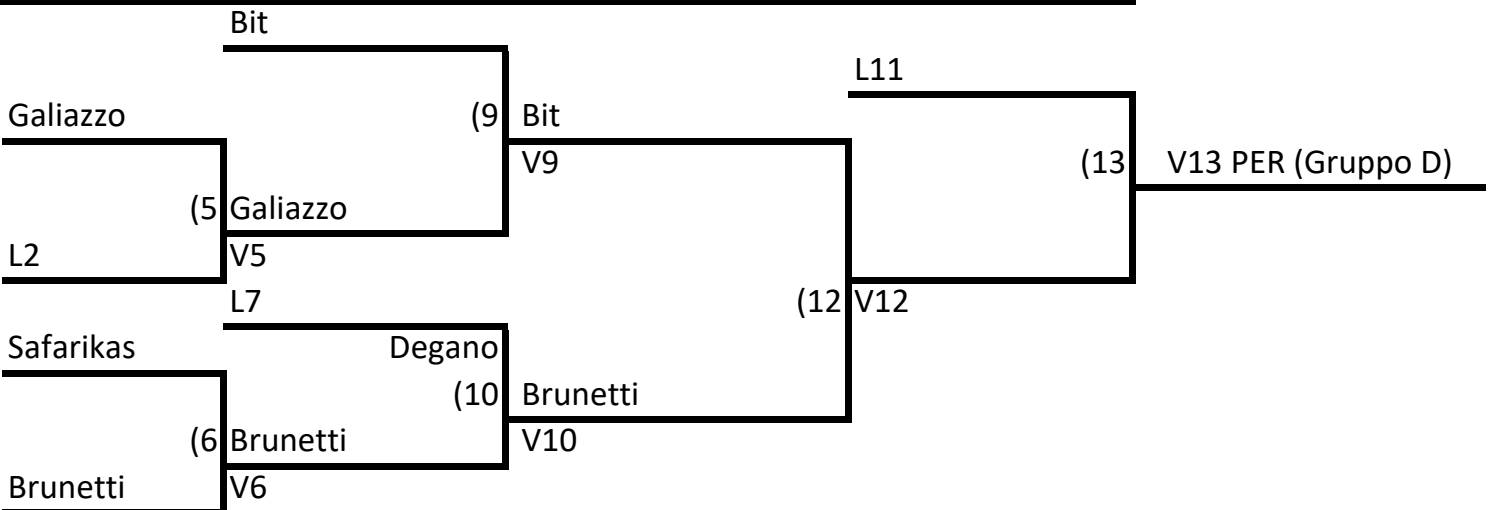 Bit
L11
Galiazzo (9 Bit
V9 (13 V13 PER (Gruppo D)
(5 Galiazzo
L2 V5
L7 (12 V12
Safarikas Degano
(10 Brunetti
(6 Brunetti V10
Brunetti V6